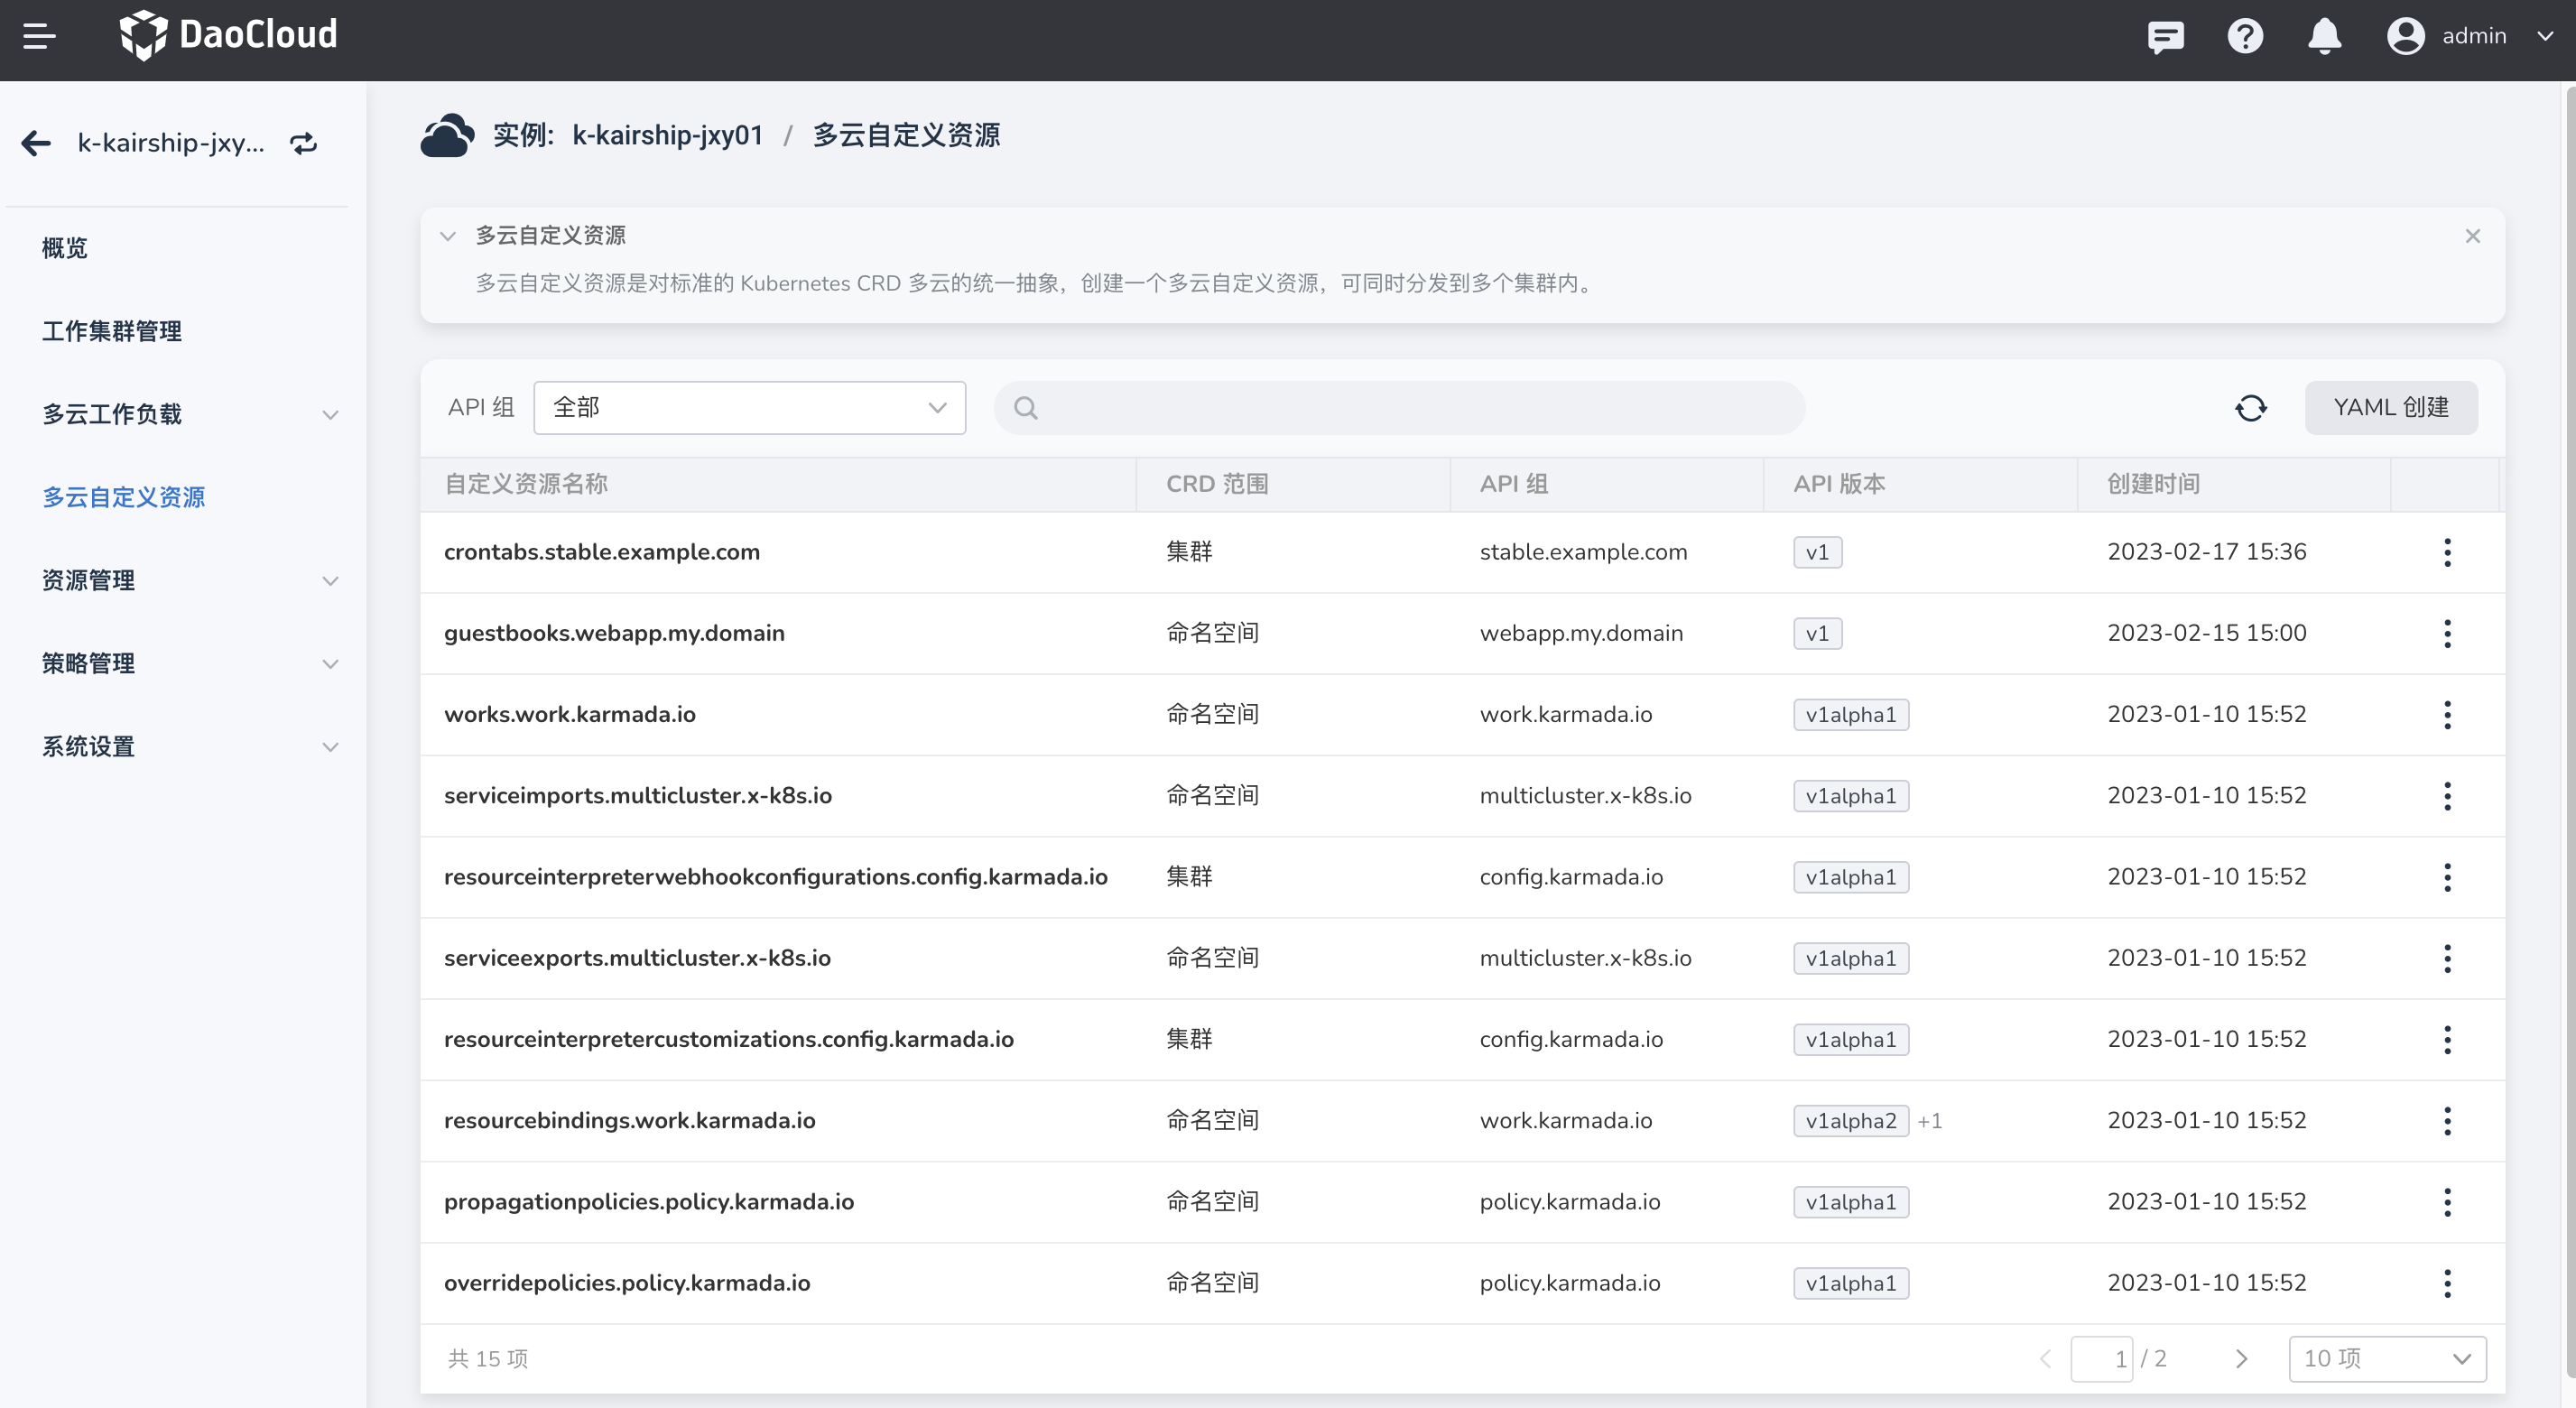 DaoCloud
admin
k-kairship-jxy...
实例: k-kairship-jxy01 / 多云自定义资源
概览
工作集群管理
多云工作负载
多云自定义资源
资源管理
策略管理
系统设置
多云自定义资源
多云自定义资源是对标准的 Kubernetes CRD 多云的统一抽象，创建一个多云自定义资源，可同时分发到多个集群内。
API 组 全部 YAML 创建
自定义资源名称 CRD 范围 API 组 API 版本 创建时间
crontabs.stable.example.com 集群 stable.example.com v1 2023-02-17 15:36
guestbooks.webapp.my.domain 命名空间 webapp.my.domain v1 2023-02-15 15:00
works.work.karmada.io 命名空间 work.karmada.io v1alpha1 2023-01-10 15:52
serviceimports.multicluster.x-k8s.io 命名空间 multicluster.x-k8s.io v1alpha1 2023-01-10 15:52
resourceinterpreterwebhookconfigurations.config.karmada.io 集群 config.karmada.io v1alpha1 2023-01-10 15:52
serviceexports.multicluster.x-k8s.io 命名空间 multicluster.x-k8s.io v1alpha1 2023-01-10 15:52
resourceinterpretercustomizations.config.karmada.io 集群 config.karmada.io v1alpha1 2023-01-10 15:52
resourcebindings.work.karmada.io 命名空间 work.karmada.io v1alpha2 +1 2023-01-10 15:52
propagationpolicies.policy.karmada.io 命名空间 policy.karmada.io v1alpha1 2023-01-10 15:52
overridepolicies.policy.karmada.io 命名空间 policy.karmada.io v1alpha1 2023-01-10 15:52
共 15 项 1 / 2 10 项